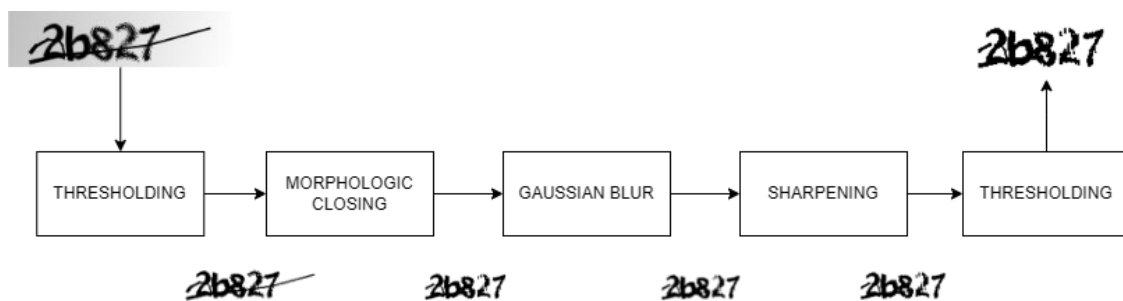 2b827 2b827
THRESHOLDING MORPHOLOGIC CLOSING GAUSSIAN BLUR SHARPENING THRESHOLDING
2b827 2b827 2b827 2b827